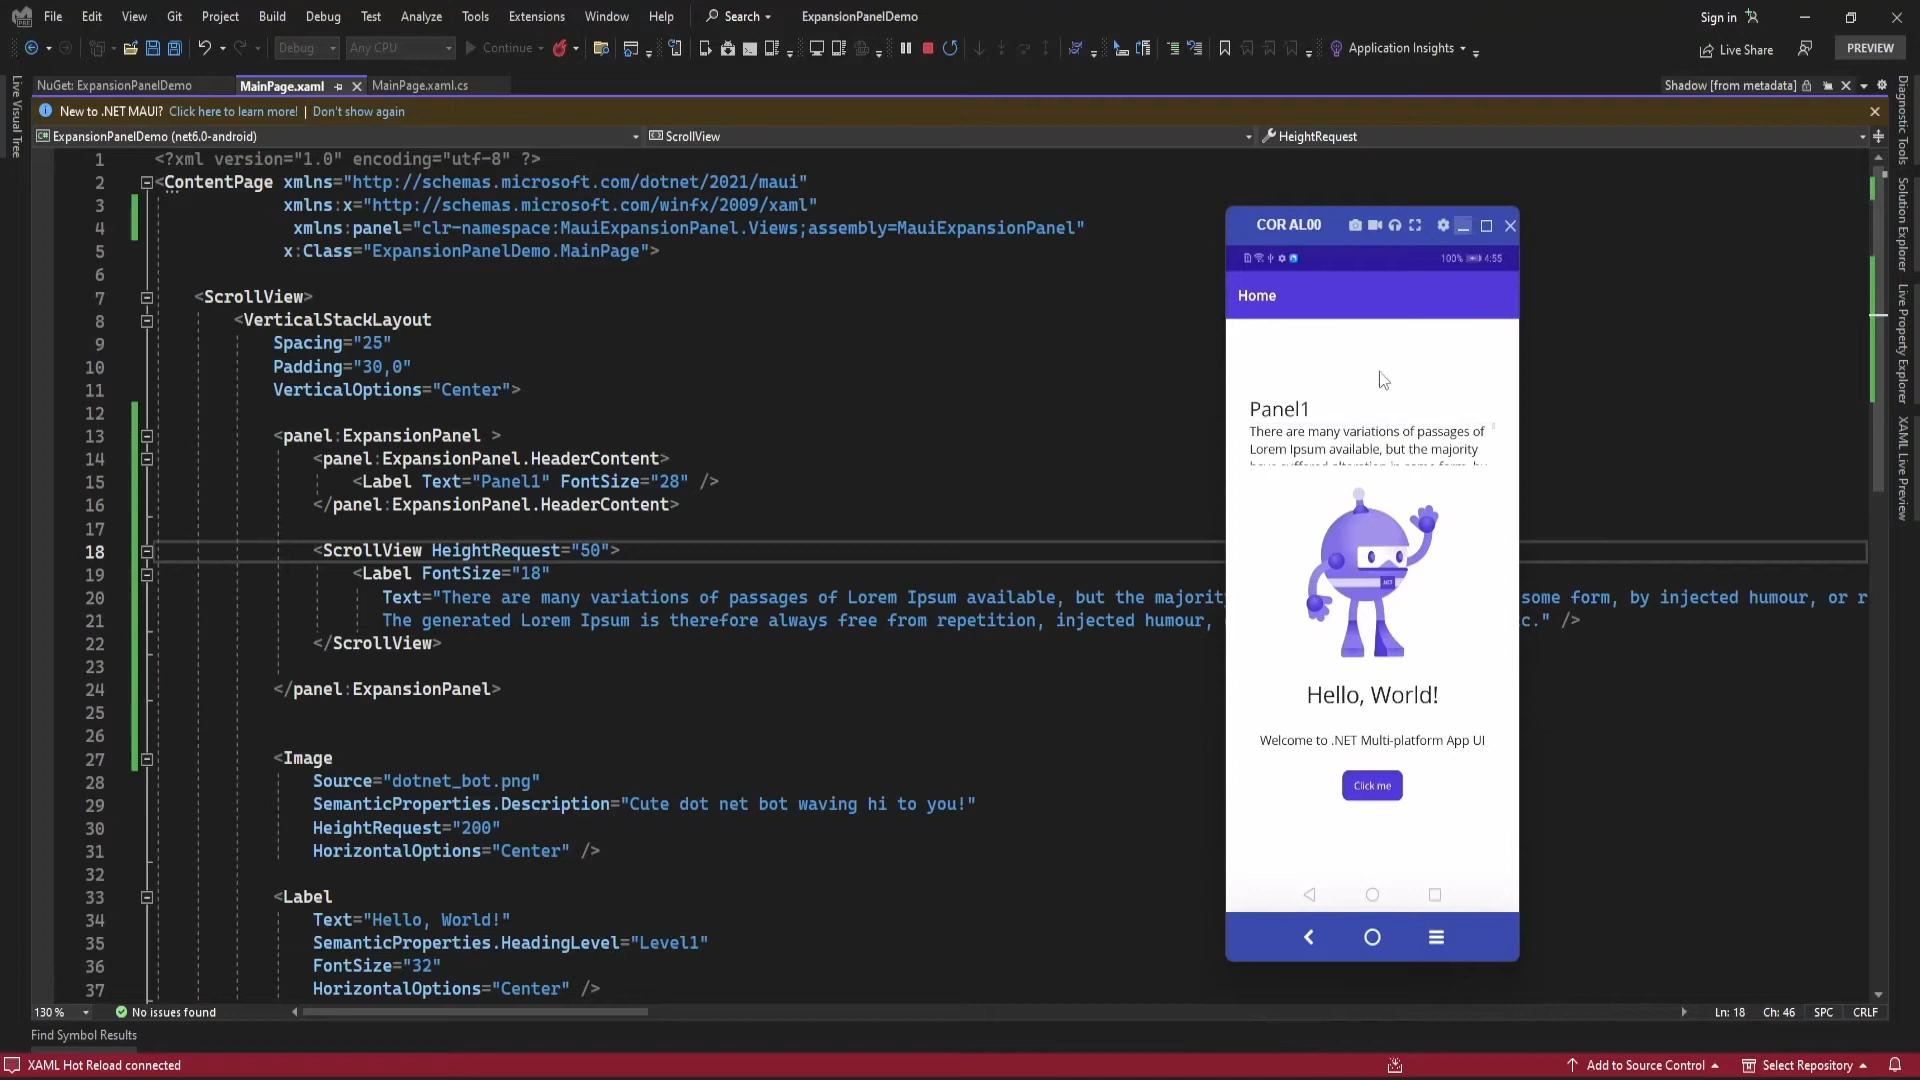 File Edit View Git Project Build Debug Test Analyze Tools Extensions Window Help Search ExpansionPanelDemo Sign in
Debug Any CPU Continue Application Insights Live Share PREVIEW
NuGet: ExpansionPanelDemo MainPage.xaml MainPage.xaml.cs Shadow [from metadata]
New to .NET MAUI? Click here to learn more! | Don't show again
ExpansionPanelDemo (net6.0-android) ScrollView HeightRequest
Live Visual Tree
1 <?xml version="1.0" encoding="utf-8" ?>
2 <ContentPage xmlns="http://schemas.microsoft.com/dotnet/2021/maui"
3 xmlns:x="http://schemas.microsoft.com/winfx/2009/xaml"
4 xmlns:panel="clr-namespace:MauiExpansionPanel.Views;assembly=MauiExpansionPanel"
5 x:Class="ExpansionPanelDemo.MainPage">
6
7 <ScrollView>
8 <VerticalStackLayout
9 Spacing="25"
10 Padding="30,0"
11 VerticalOptions="Center">
12
13 <panel:ExpansionPanel >
14 <panel:ExpansionPanel.HeaderContent>
15 <Label Text="Panel1" FontSize="28" />
16 </panel:ExpansionPanel.HeaderContent>
17
18 <ScrollView HeightRequest="50">
19 <Label FontSize="18"
20 Text="There are many variations of passages of Lorem Ipsum available, but the majority some form, by injected humour, or r
21 The generated Lorem Ipsum is therefore always free from repetition, injected humour, c." />
22 </ScrollView>
23
24 </panel:ExpansionPanel>
25
26
27 <Image
28 Source="dotnet_bot.png"
29 SemanticProperties.Description="Cute dot net bot waving hi to you!"
30 HeightRequest="200"
31 HorizontalOptions="Center" />
32
33 <Label
34 Text="Hello, World!"
35 SemanticProperties.HeadingLevel="Level1"
36 FontSize="32"
37 HorizontalOptions="Center" />
COR AL00
100% 4:55
Home
Panel1
There are many variations of passages of
Lorem Ipsum available, but the majority
have suffered alteration in some form, by
.NET
Hello, World!
Welcome to .NET Multi-platform App UI
Click me
Diagnostic Tools
Solution Explorer
Live Property Explorer
XAML Live Preview
130 % No issues found Ln: 18 Ch: 46 SPC CRLF
Find Symbol Results
XAML Hot Reload connected Add to Source Control Select Repository